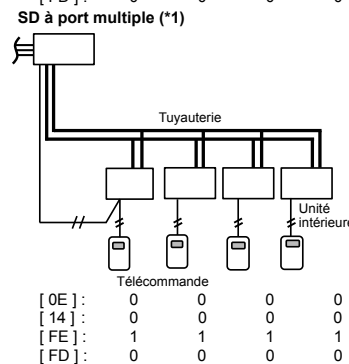 SD à port multiple (*1)
Tuyauterie
Unité
intérieure
Télécommande
[ 0E ] : 0 0 0 0
[ 14 ] : 0 0 0 0
[ FE ] : 1 1 1 1
[ FD ] : 0 0 0 0